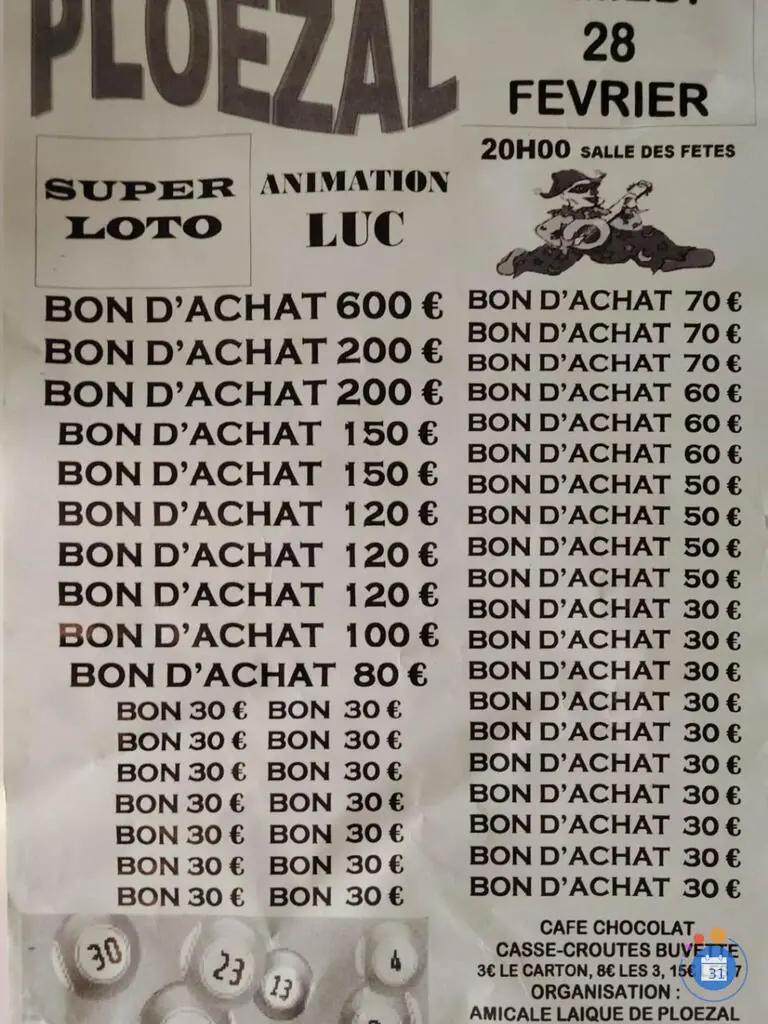 PLOEZAL
28
FEVRIER
20H00 SALLE DES FETES
SUPER
LOTO
ANIMATION
LUC
BON D'ACHAT 600 €
BON D'ACHAT 200 €
BON D'ACHAT 200 €
BON D'ACHAT 150 €
BON D'ACHAT 150 €
BON D'ACHAT 120 €
BON D'ACHAT 120 €
BON D'ACHAT 120 €
BON D'ACHAT 100 €
BON D'ACHAT 80 €
BON 30 € BON 30 €
BON 30 € BON 30 €
BON 30 € BON 30 €
BON 30 € BON 30 €
BON 30 € BON 30 €
BON 30 € BON 30 €
BON 30 € BON 30 €
BON D'ACHAT 70 €
BON D'ACHAT 70 €
BON D'ACHAT 70 €
BON D'ACHAT 60 €
BON D'ACHAT 60 €
BON D'ACHAT 60 €
BON D'ACHAT 50 €
BON D'ACHAT 50 €
BON D'ACHAT 50 €
BON D'ACHAT 50 €
BON D'ACHAT 30 €
BON D'ACHAT 30 €
BON D'ACHAT 30 €
BON D'ACHAT 30 €
BON D'ACHAT 30 €
BON D'ACHAT 30 €
BON D'ACHAT 30 €
BON D'ACHAT 30 €
BON D'ACHAT 30 €
BON D'ACHAT 30 €
30
23
13
4
CAFE CHOCOLAT
CASSE-CROUTES BUVETTE
3€ LE CARTON, 8€ LES 3, 15€ 7
31
ORGANISATION :
AMICALE LAIQUE DE PLOEZAL